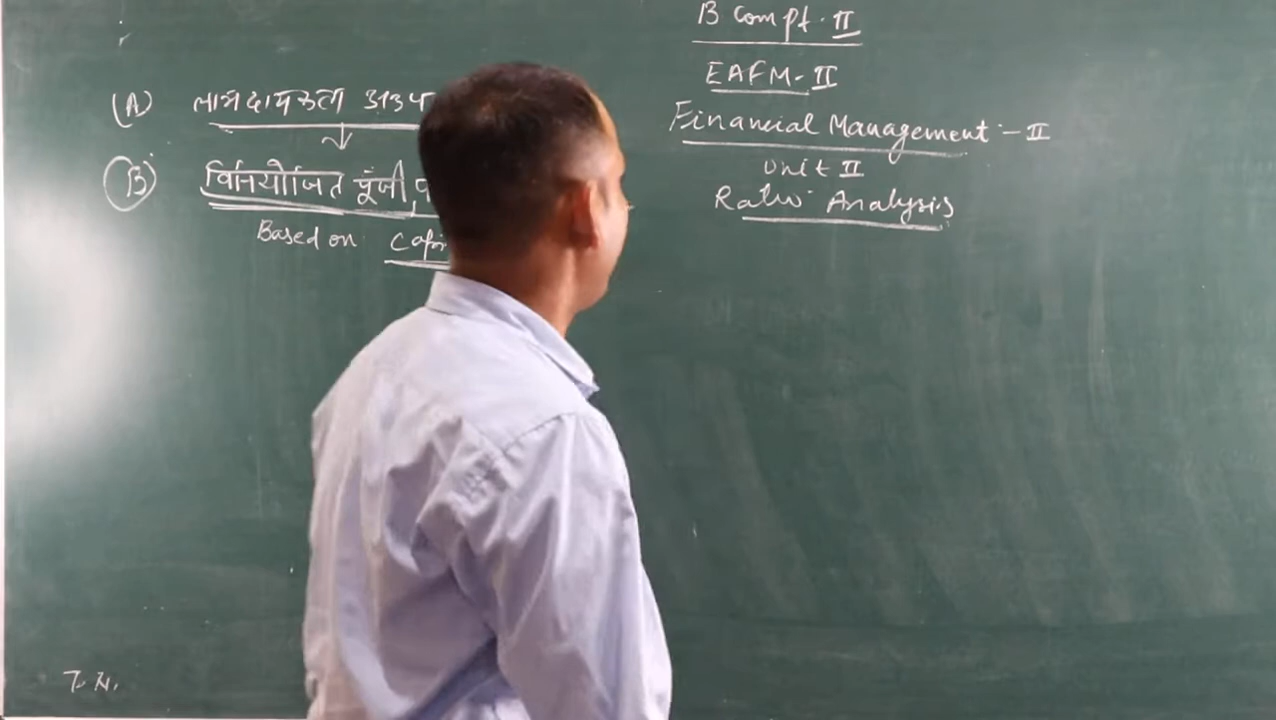 (A) लाभदायकता अनुप
(B) विनियोजित पूंजी,
Based on
B Com pt. II
EAFM-II
Financial Management - II
Unit II
Ratio Analysis
T. N.